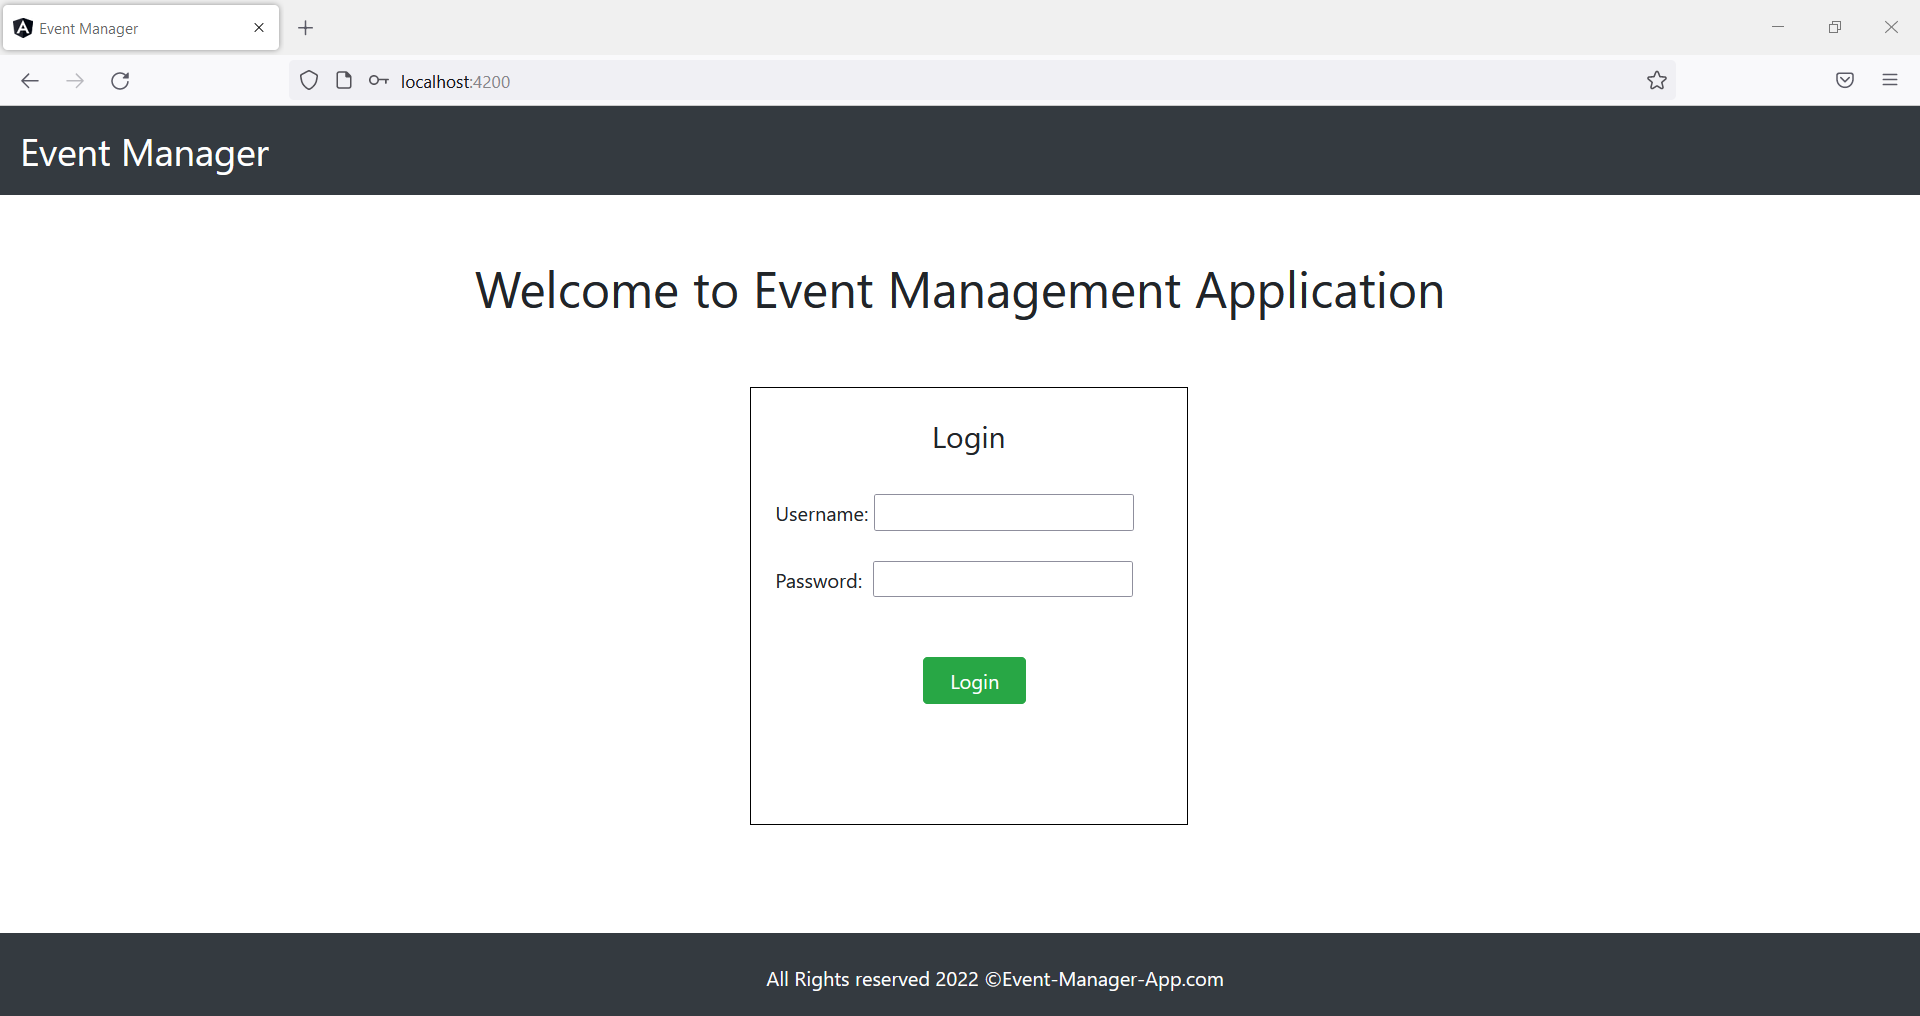 Event Manager
localhost:4200
Event Manager
Welcome to Event Management Application
Login
Username:
Password:
Login
All Rights reserved 2022 ©Event-Manager-App.com